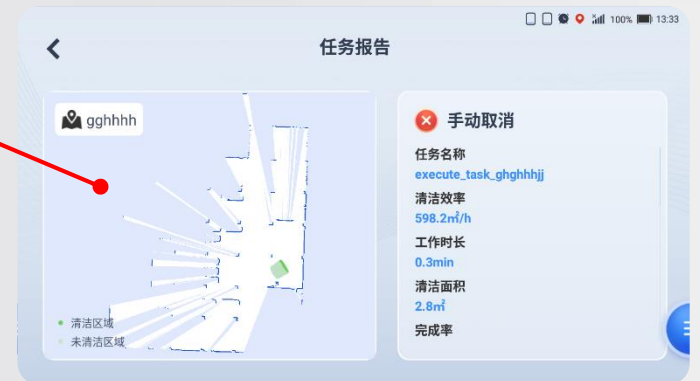 100% 13:33
任务报告
gghhhh
清洁区域
未清洁区域
手动取消
任务名称
execute_task_ghghhhjj
清洁效率
598.2㎡/h
工作时长
0.3min
清洁面积
2.8㎡
完成率